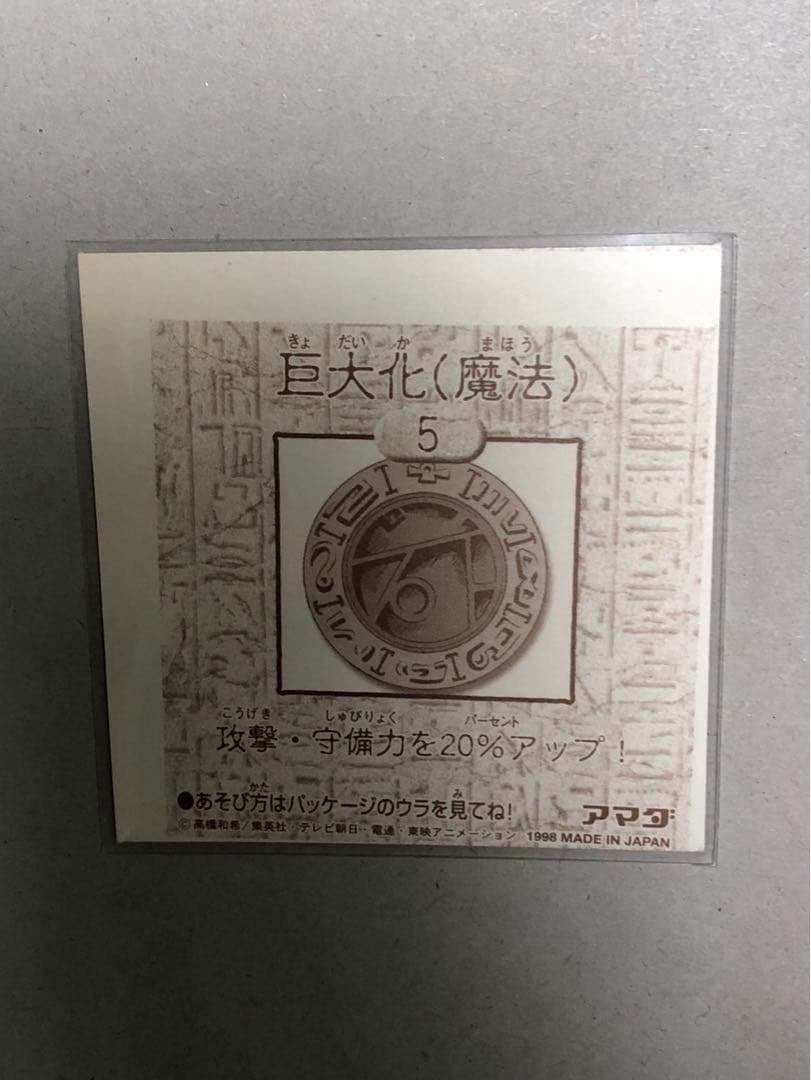 きょだいか まほう
巨大化(魔法)
5
こうげき しゅびりょく パーセント
攻撃・守備力を20%アップ!
かた み
●あそび方はパッケージのウラを見てね!
アマダ
©高橋和希/集英社・テレビ朝日・電通・東映アニメーション 1998 MADE IN JAPAN